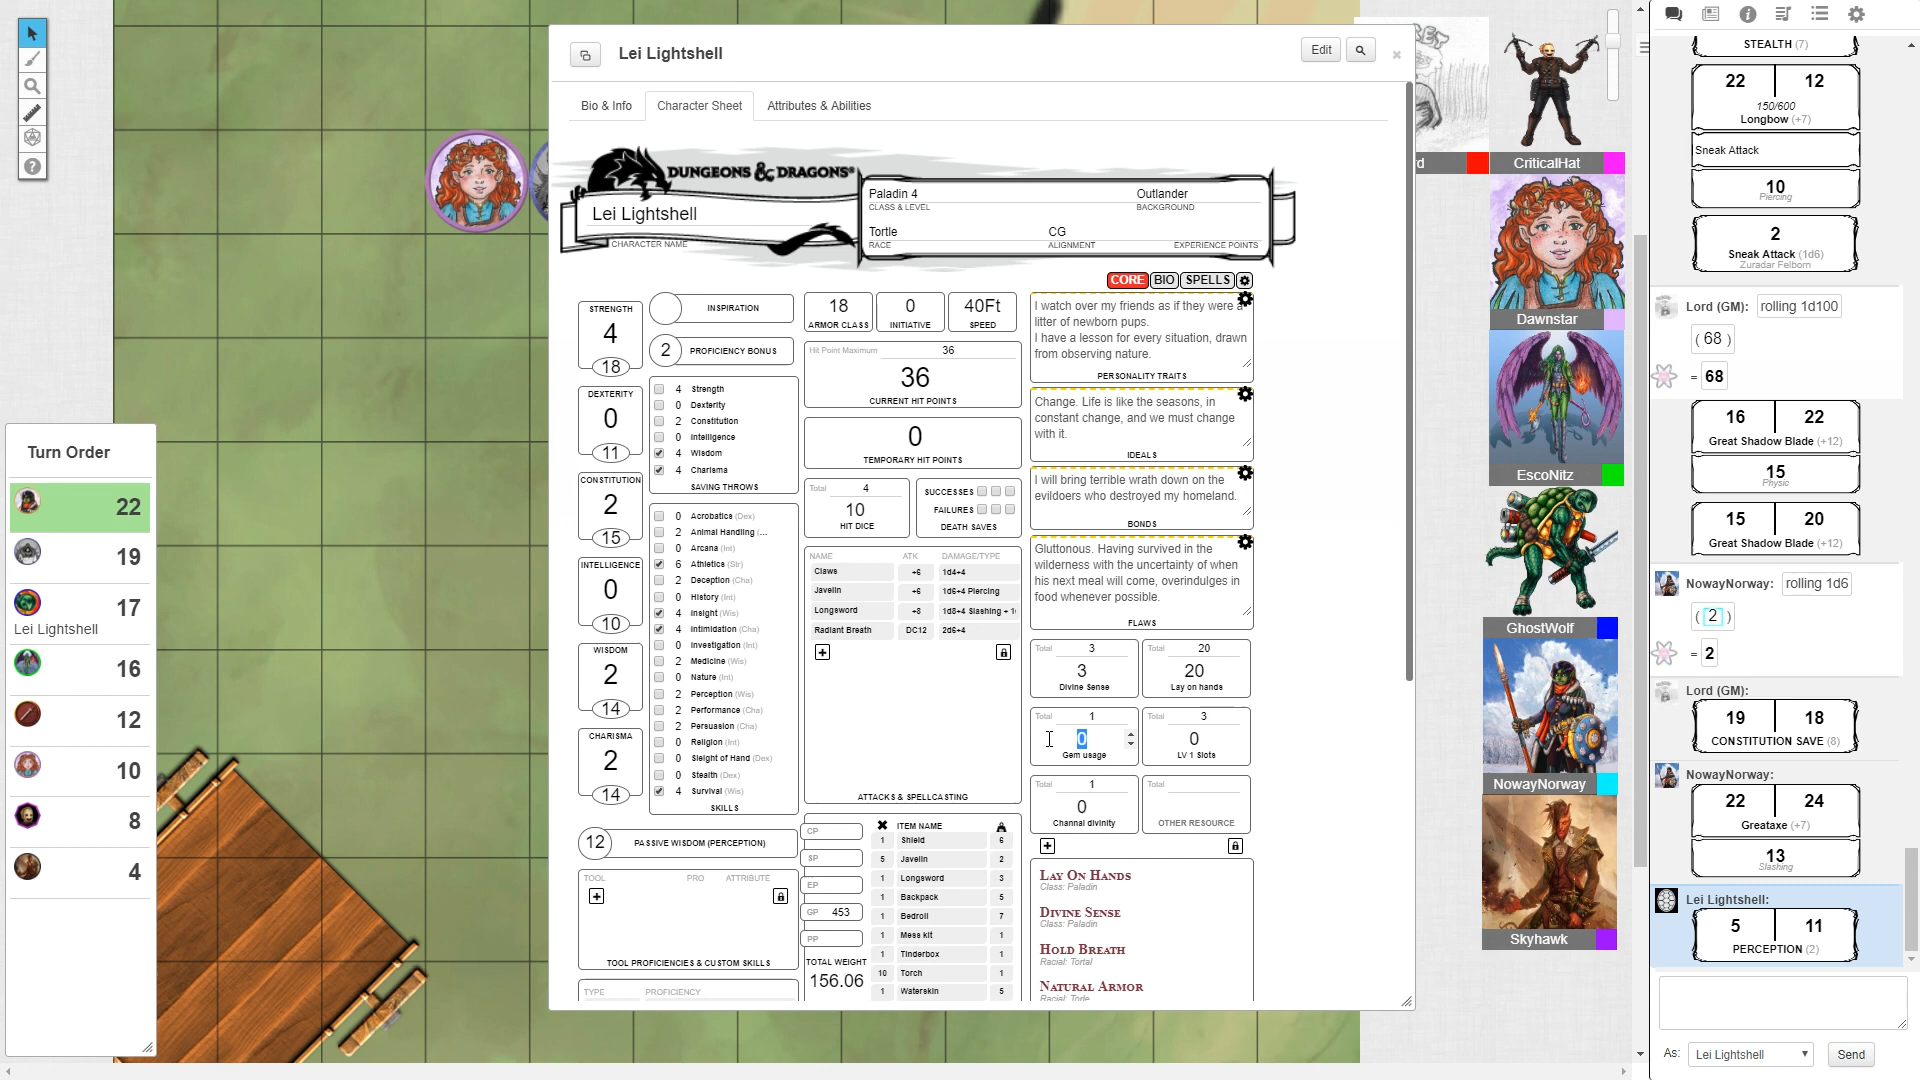 Lei Lightshell
Edit
Bio & Info
Character Sheet
Attributes & Abilities
DUNGEONS & DRAGONS®
Lei Lightshell
CHARACTER NAME
Paladin 4
Outlander
CLASS & LEVEL
BACKGROUND
Tortle
CG
RACE
ALIGNMENT
EXPERIENCE POINTS
CORE
BIO
SPELLS
STRENGTH
4
18
DEXTERITY
0
11
CONSTITUTION
2
15
INTELLIGENCE
0
10
WISDOM
2
14
CHARISMA
2
14
INSPIRATION
2
PROFICIENCY BONUS
4 Strength
0 Dexterity
2 Constitution
0 Intelligence
4 Wisdom
4 Charisma
SAVING THROWS
0 Acrobatics (Dex)
2 Animal Handling (...
0 Arcana (Int)
6 Athletics (Str)
2 Deception (Cha)
0 History (Int)
4 Insight (Wis)
4 Intimidation (Cha)
0 Investigation (Int)
2 Medicine (Wis)
0 Nature (Int)
2 Perception (Wis)
2 Performance (Cha)
2 Persuasion (Cha)
0 Religion (Int)
0 Sleight of Hand (Dex)
0 Stealth (Dex)
4 Survival (Wis)
SKILLS
12
PASSIVE WISDOM (PERCEPTION)
TOOL PRO ATTRIBUTE
TOOL PROFICIENCIES & CUSTOM SKILLS
TYPE PROFICIENCY
18
ARMOR CLASS
0
INITIATIVE
40Ft
SPEED
Hit Point Maximum 36
36
CURRENT HIT POINTS
0
TEMPORARY HIT POINTS
Total 4
10
HIT DICE
SUCCESSES
FAILURES
DEATH SAVES
NAME ATK DAMAGE/TYPE
Claws +6 1d4+4
Javelin +6 1d6+4 Piercing
Longsword +8 1d8+4 Slashing +
Radiant Breath DC12 2d6+4
ATTACKS & SPELLCASTING
CP
SP
EP
GP 453
PP
TOTAL WEIGHT
156.06
ITEM NAME
1 Shield 6
5 Javelin 2
1 Longsword 3
1 Backpack 5
1 Bedroll 7
1 Mess kit 1
1 Tinderbox 1
10 Torch 1
1 Waterskin 5
I watch over my friends as if they were a
litter of newborn pups.
I have a lesson for every situation, drawn
from observing nature.
PERSONALITY TRAITS
Change. Life is like the seasons, in
constant change, and we must change
with it.
IDEALS
I will bring terrible wrath down on the
evildoers who destroyed my homeland.
BONDS
Gluttonous. Having survived in the
wilderness with the uncertainty of when
his next meal will come, overindulges in
food whenever possible.
FLAWS
Total 3
3
Divine Sense
Total 20
20
Lay on hands
Total 1
0
Gem usage
Total 3
0
LV 1 Slots
Total 1
0
Channal divinity
Total
OTHER RESOURCE
LAY ON HANDS
Class: Paladin
DIVINE SENSE
Class: Paladin
HOLD BREATH
Racial: Tortal
NATURAL ARMOR
Racial: Torle
Turn Order
22
19
17
Lei Lightshell
16
12
10
8
4
rd
CriticalHat
Dawnstar
EscoNitz
GhostWolf
NowayNorway
Skyhawk
STEALTH (7)
22 12
150/600
Longbow (+7)
Sneak Attack
10
Piercing
2
Sneak Attack (1d6)
Zuradar Felborn
Lord (GM): rolling 1d100
( 68 )
= 68
16 22
Great Shadow Blade (+12)
15
Physic
15 20
Great Shadow Blade (+12)
NowayNorway: rolling 1d6
( 2 )
= 2
Lord (GM):
19 18
CONSTITUTION SAVE (8)
NowayNorway:
22 24
Greataxe (+7)
13
Slashing
Lei Lightshell:
5 11
PERCEPTION (2)
As: Lei Lightshell
Send